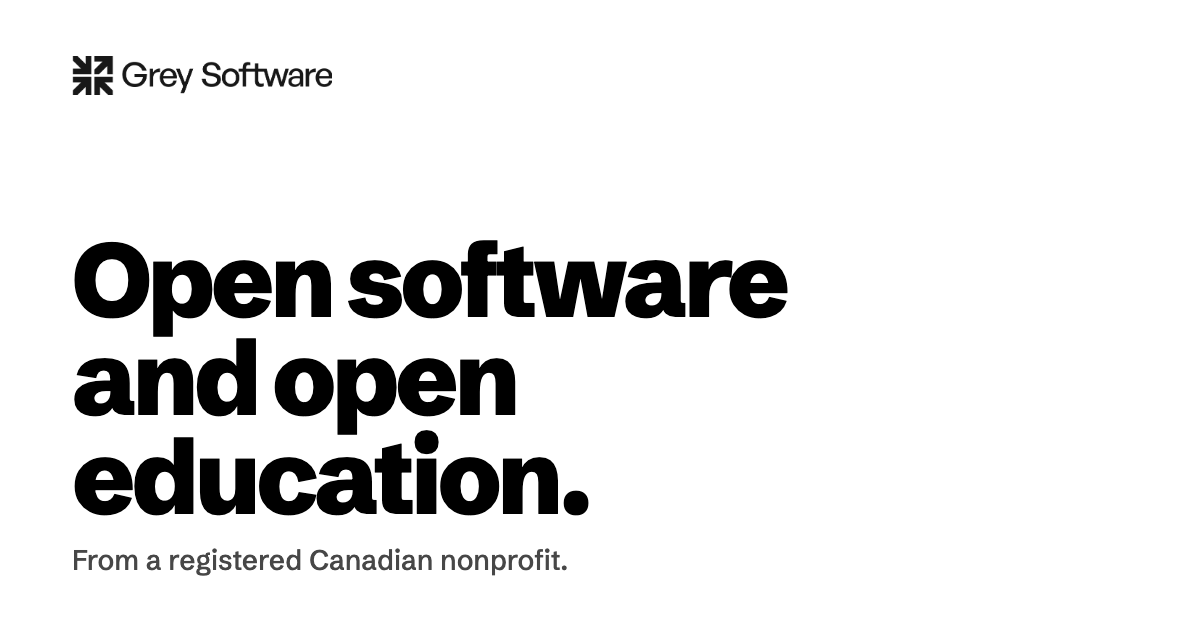 Grey Software
Open software
and open
education.
From a registered Canadian nonprofit.